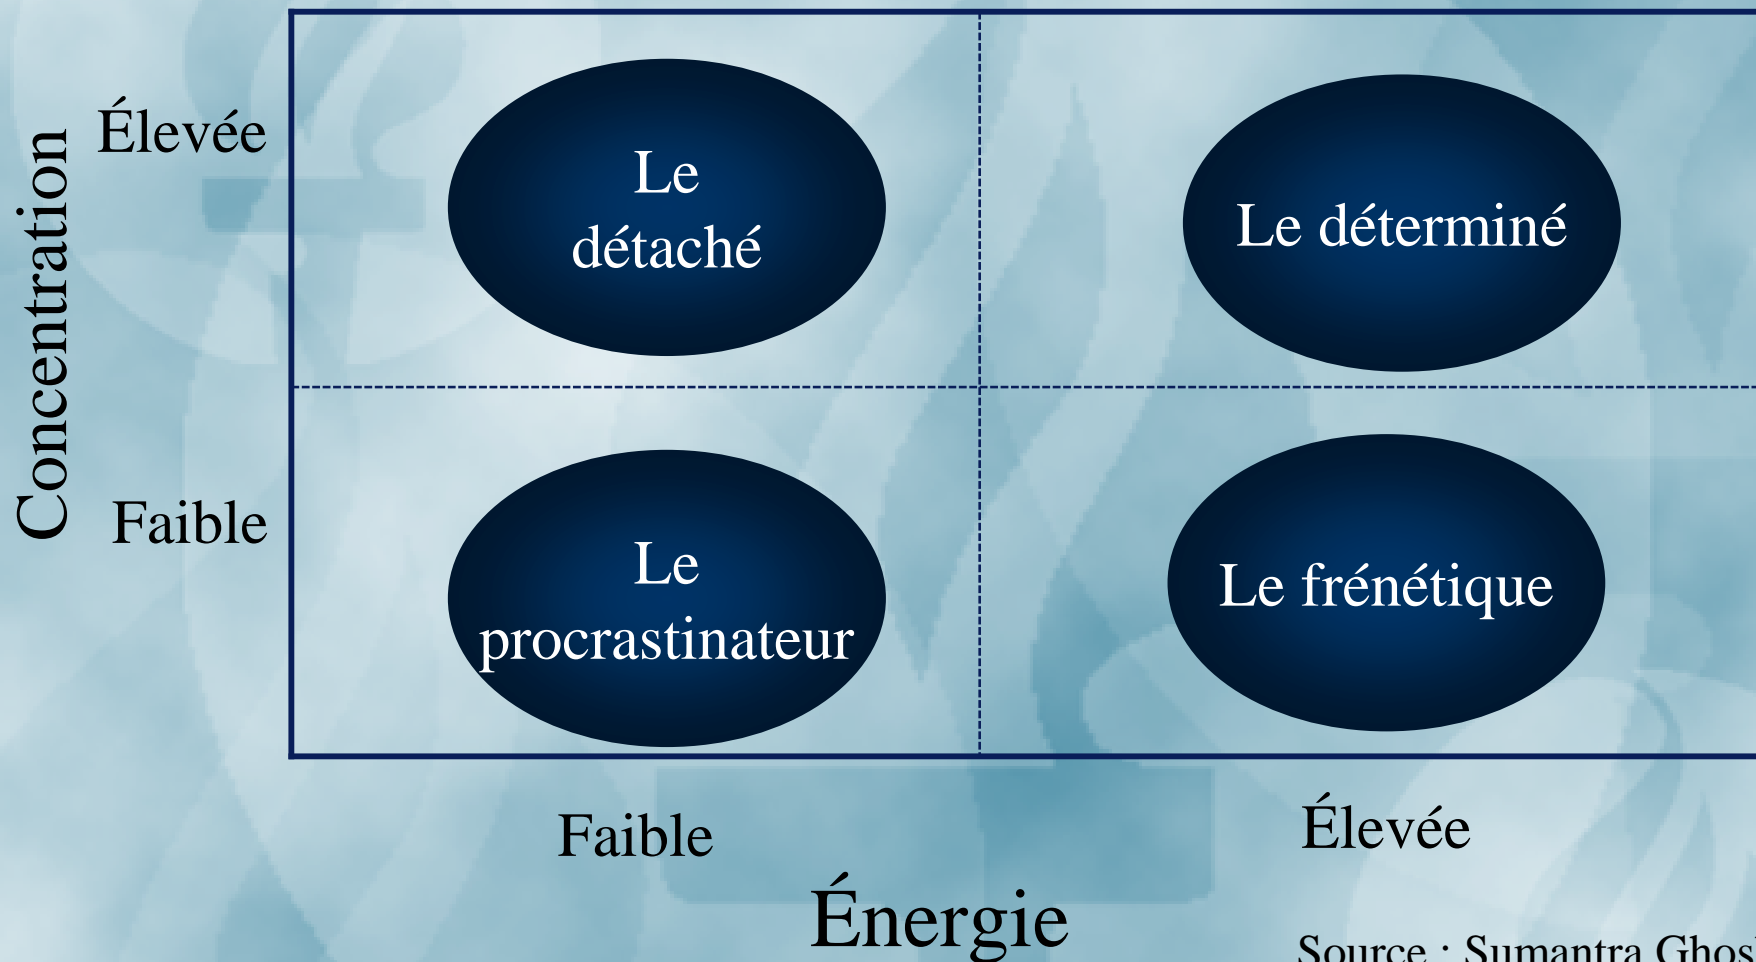 Concentration
Élevée
Le
détaché
Le déterminé
Faible
Le
procrastinateur
Le frénétique
Faible
Élevée
Énergie
Source : Sumantra